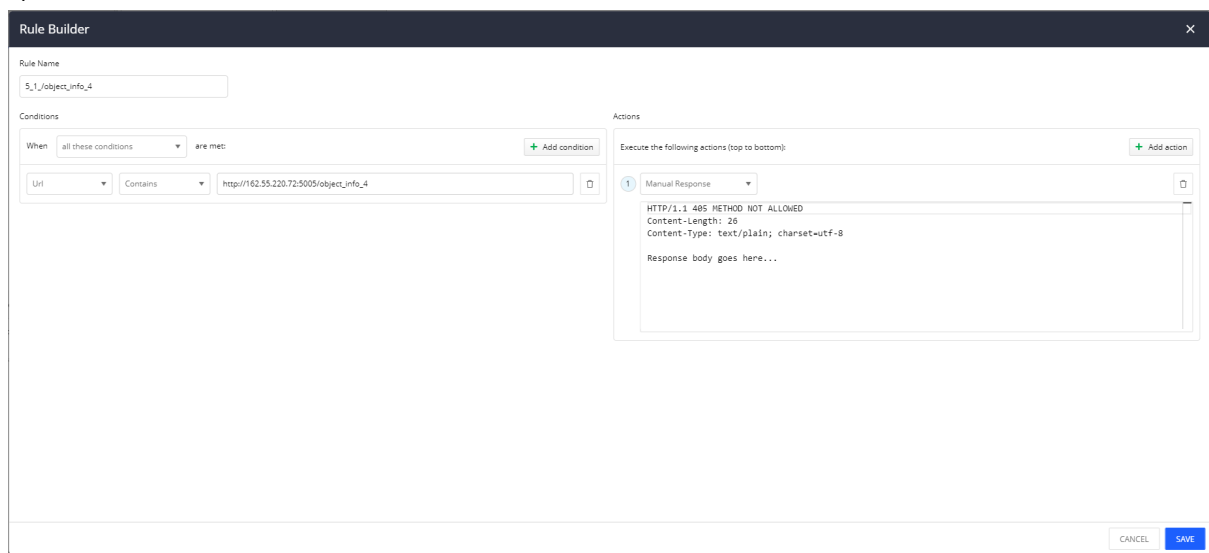 Rule Builder
Rule Name
5_1_/object_info_4
Conditions
When all these conditions are met: + Add condition
Url Contains http://162.55.220.72:5005/object_info_4
Actions
Execute the following actions (top to bottom): + Add action
1 Manual Response
HTTP/1.1 405 METHOD NOT ALLOWED
Content-Length: 26
Content-Type: text/plain; charset=utf-8
Response body goes here...
CANCEL SAVE